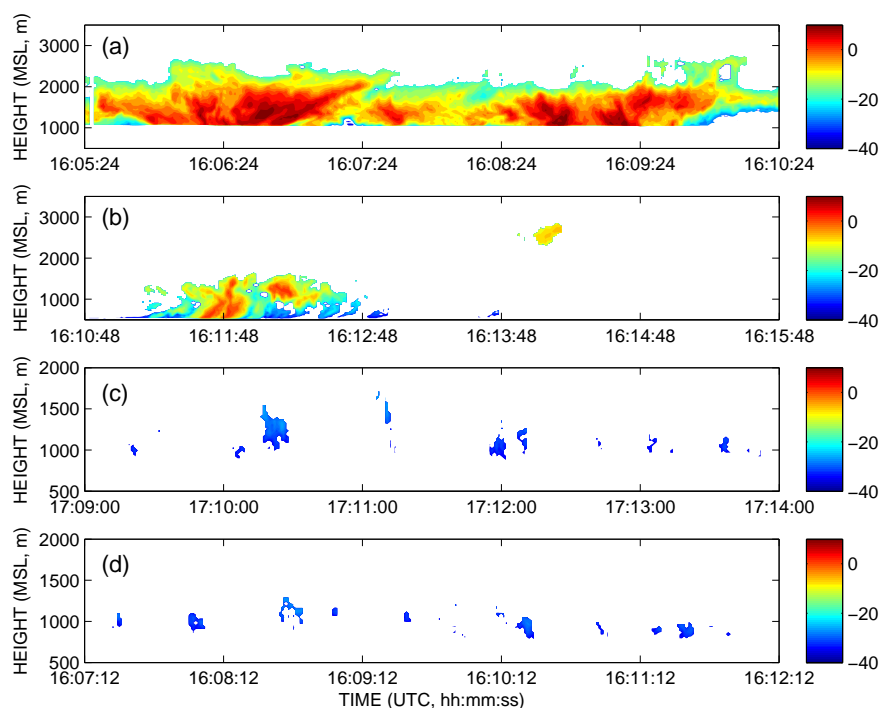 (a)
HEIGHT (MSL, m)
3000
2000
1000
16:05:24 16:06:24 16:07:24 16:08:24 16:09:24 16:10:24
0
−20
−40
(b)
HEIGHT (MSL, m)
3000
2000
1000
16:10:48 16:11:48 16:12:48 16:13:48 16:14:48 16:15:48
0
−20
−40
(c)
HEIGHT (MSL, m)
2000
1500
1000
500
17:09:00 17:10:00 17:11:00 17:12:00 17:13:00 17:14:00
0
−20
−40
(d)
HEIGHT (MSL, m)
2000
1500
1000
500
16:07:12 16:08:12 16:09:12 16:10:12 16:11:12 16:12:12
0
−20
−40
TIME (UTC, hh:mm:ss)